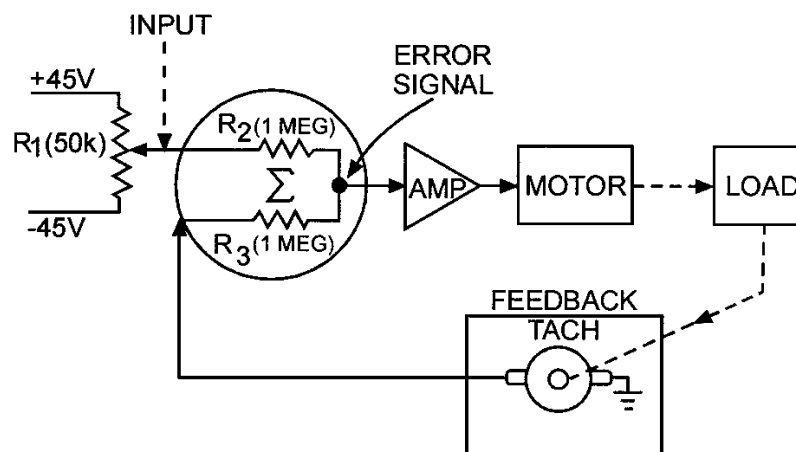 INPUT
+45V
R1(50k)
-45V
R2(1 MEG)
Σ
R3(1 MEG)
ERROR
SIGNAL
AMP
MOTOR
LOAD
FEEDBACK
TACH